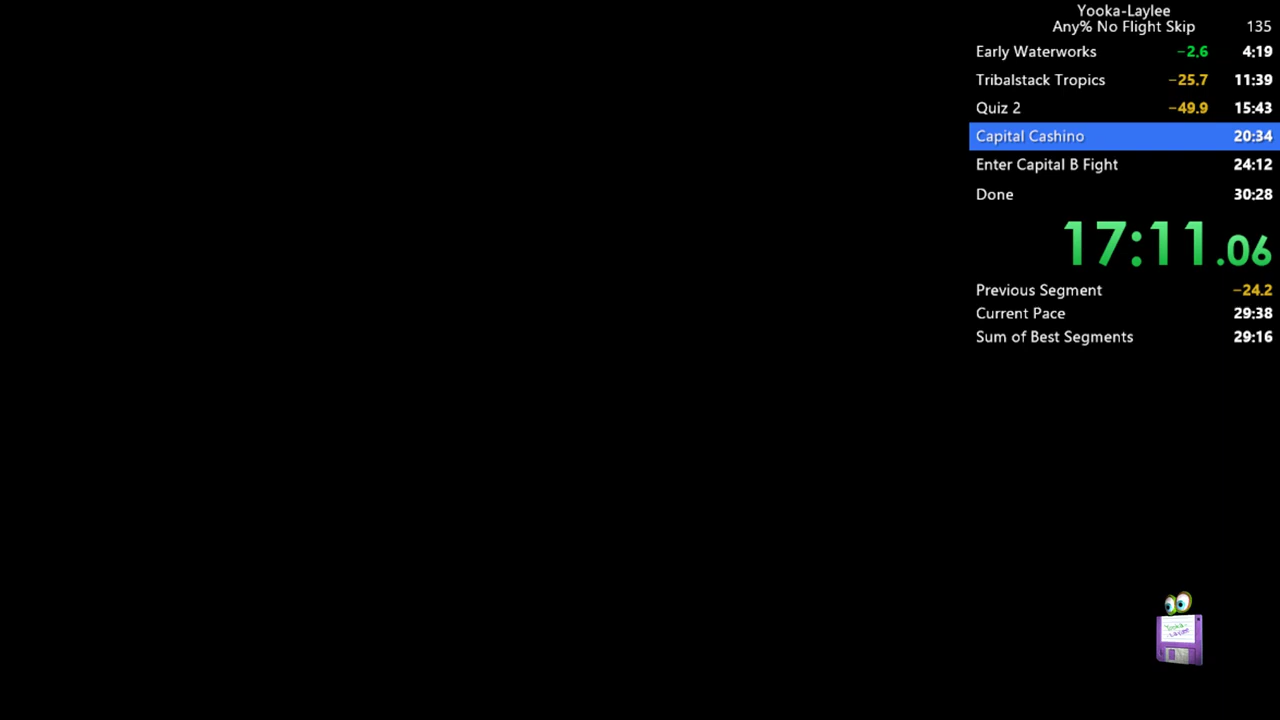 Yooka-Laylee
Any% No Flight Skip 135
Early Waterworks -2.6 4:19
Tribalstack Tropics -25.7 11:39
Quiz 2 -49.9 15:43
Capital Cashino 20:34
Enter Capital B Fight 24:12
Done 30:28
17:11.06
Previous Segment -24.2
Current Pace 29:38
Sum of Best Segments 29:16